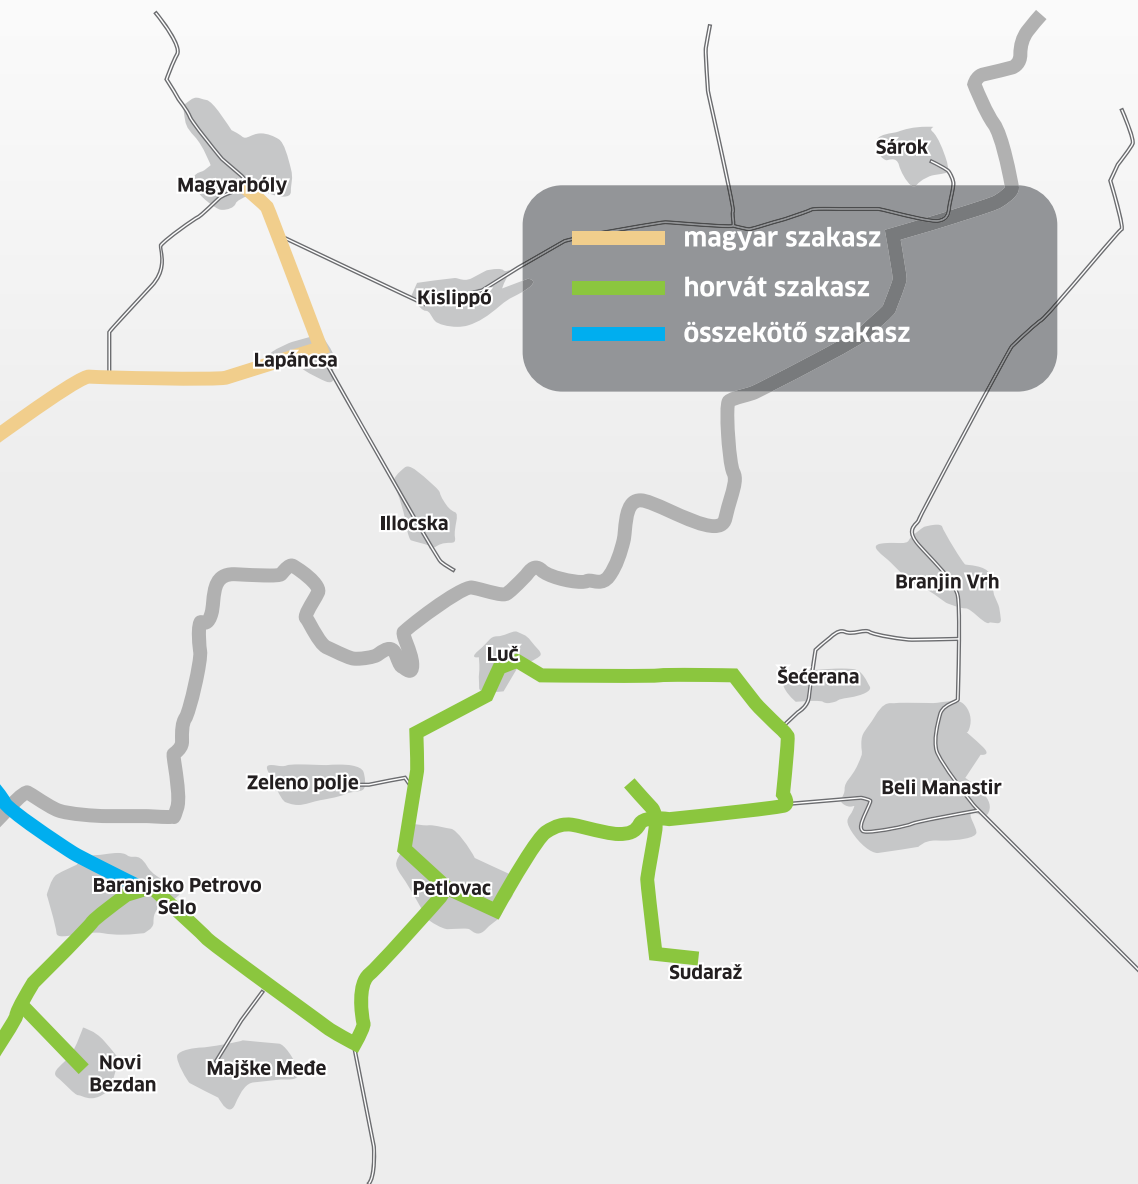 Sárok
Magyarbóly
magyar szakasz
horvát szakasz
Kislippó
összekötő szakasz
Lapáncsa
Illocska
Branjin Vrh
Luč
Šećerana
Zeleno polje
Beli Manastir
Baranjsko Petrovo
Selo
Petlovac
Sudaraž
Novi
Bezdan
Majške Međe